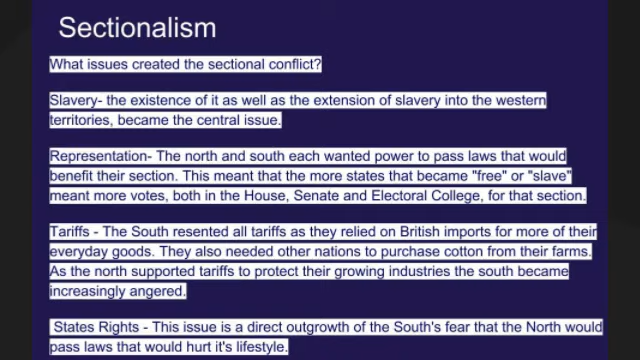 Sectionalism
What issues created the sectional conflict?
Slavery- the existence of it as well as the extension of slavery into the western
territories, became the central issue.
Representation- The north and south each wanted power to pass laws that would
benefit their section. This meant that the more states that became "free" or "slave"
meant more votes, both in the House, Senate and Electoral College, for that section.
Tariffs - The South resented all tariffs as they relied on British imports for more of their
everyday goods. They also needed other nations to purchase cotton from their farms.
As the north supported tariffs to protect their growing industries the south became
increasingly angered.
States Rights - This issue is a direct outgrowth of the South's fear that the North would
pass laws that would hurt it's lifestyle.